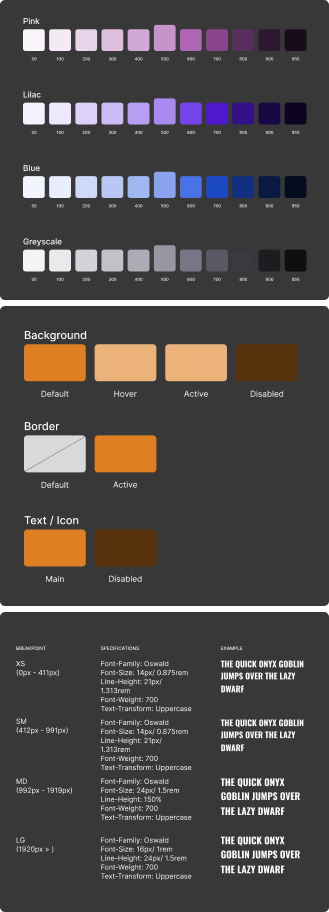 Pink
50 100 200 300 400 500 600 700 800 900 950
Lilac
50 100 200 300 400 500 600 700 800 900 950
Blue
50 100 200 300 400 500 600 700 800 900 950
Greyscale
50 100 200 300 400 500 600 700 800 900 950
Background
Default Hover Active Disabled
Border
Default Active
Text / Icon
Main Disabled
BREAKPOINT SPECIFICATIONS EXAMPLE
XS
(0px - 411px)
Font-Family: Oswald
Font-Size: 14px/ 0.875rem
Line-Height: 21px/
1.313rem
Font-Weight: 700
Text-Transform: Uppercase
THE QUICK ONYX GOBLIN
JUMPS OVER THE LAZY
DWARF
SM
(412px - 991px)
Font-Family: Oswald
Font-Size: 14px/ 0.875rem
Line-Height: 21px/
1.313rem
Font-Weight: 700
Text-Transform: Uppercase
THE QUICK ONYX GOBLIN
JUMPS OVER THE LAZY
DWARF
MD
(992px - 1919px)
Font-Family: Oswald
Font-Size: 24px/ 1.5rem
Line-Height: 150%
Font-Weight: 700
Text-Transform: Uppercase
THE QUICK ONYX
GOBLIN JUMPS OVER
THE LAZY DWARF
LG
(1920px > )
Font-Family: Oswald
Font-Size: 16px/ 1rem
Line-Height: 24px/ 1.5rem
Font-Weight: 700
Text-Transform: Uppercase
THE QUICK ONYX
GOBLIN JUMPS OVER
THE LAZY DWARF